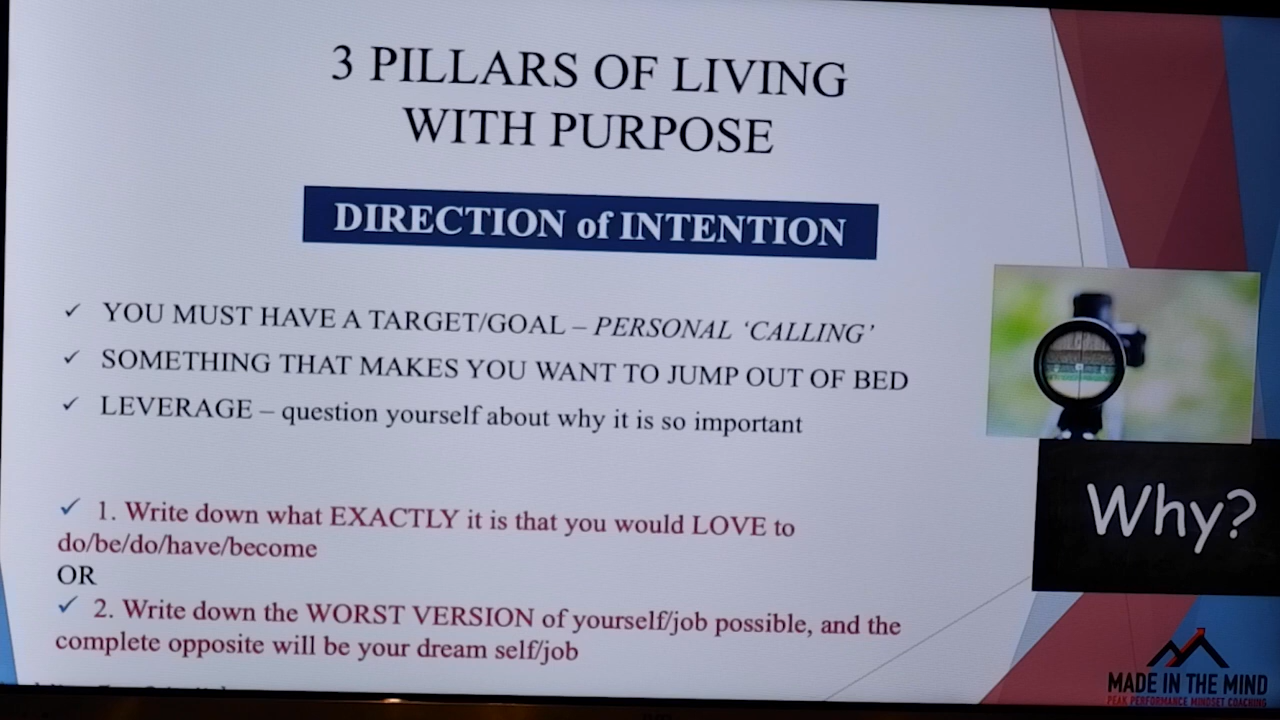 3 PILLARS OF LIVING
WITH PURPOSE
DIRECTION of INTENTION
✓ YOU MUST HAVE A TARGET/GOAL – PERSONAL ‘CALLING’
✓ SOMETHING THAT MAKES YOU WANT TO JUMP OUT OF BED
✓ LEVERAGE – question yourself about why it is so important
Why?
✓ 1. Write down what EXACTLY it is that you would LOVE to
do/be/do/have/become
OR
✓ 2. Write down the WORST VERSION of yourself/job possible, and the
complete opposite will be your dream self/job
MADE IN THE MIND
PEAK PERFORMANCE MINDSET COACHING